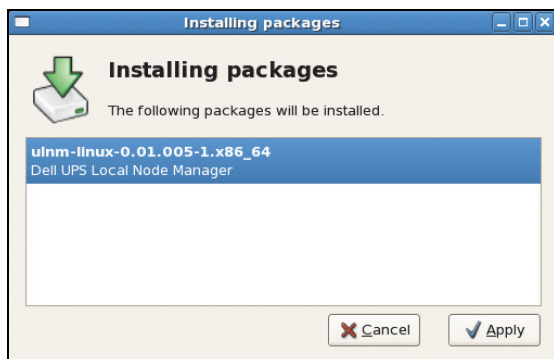 Installing packages
Installing packages
The following packages will be installed.
ulnm-linux-0.01.005-1.x86_64
Dell UPS Local Node Manager
Cancel
Apply